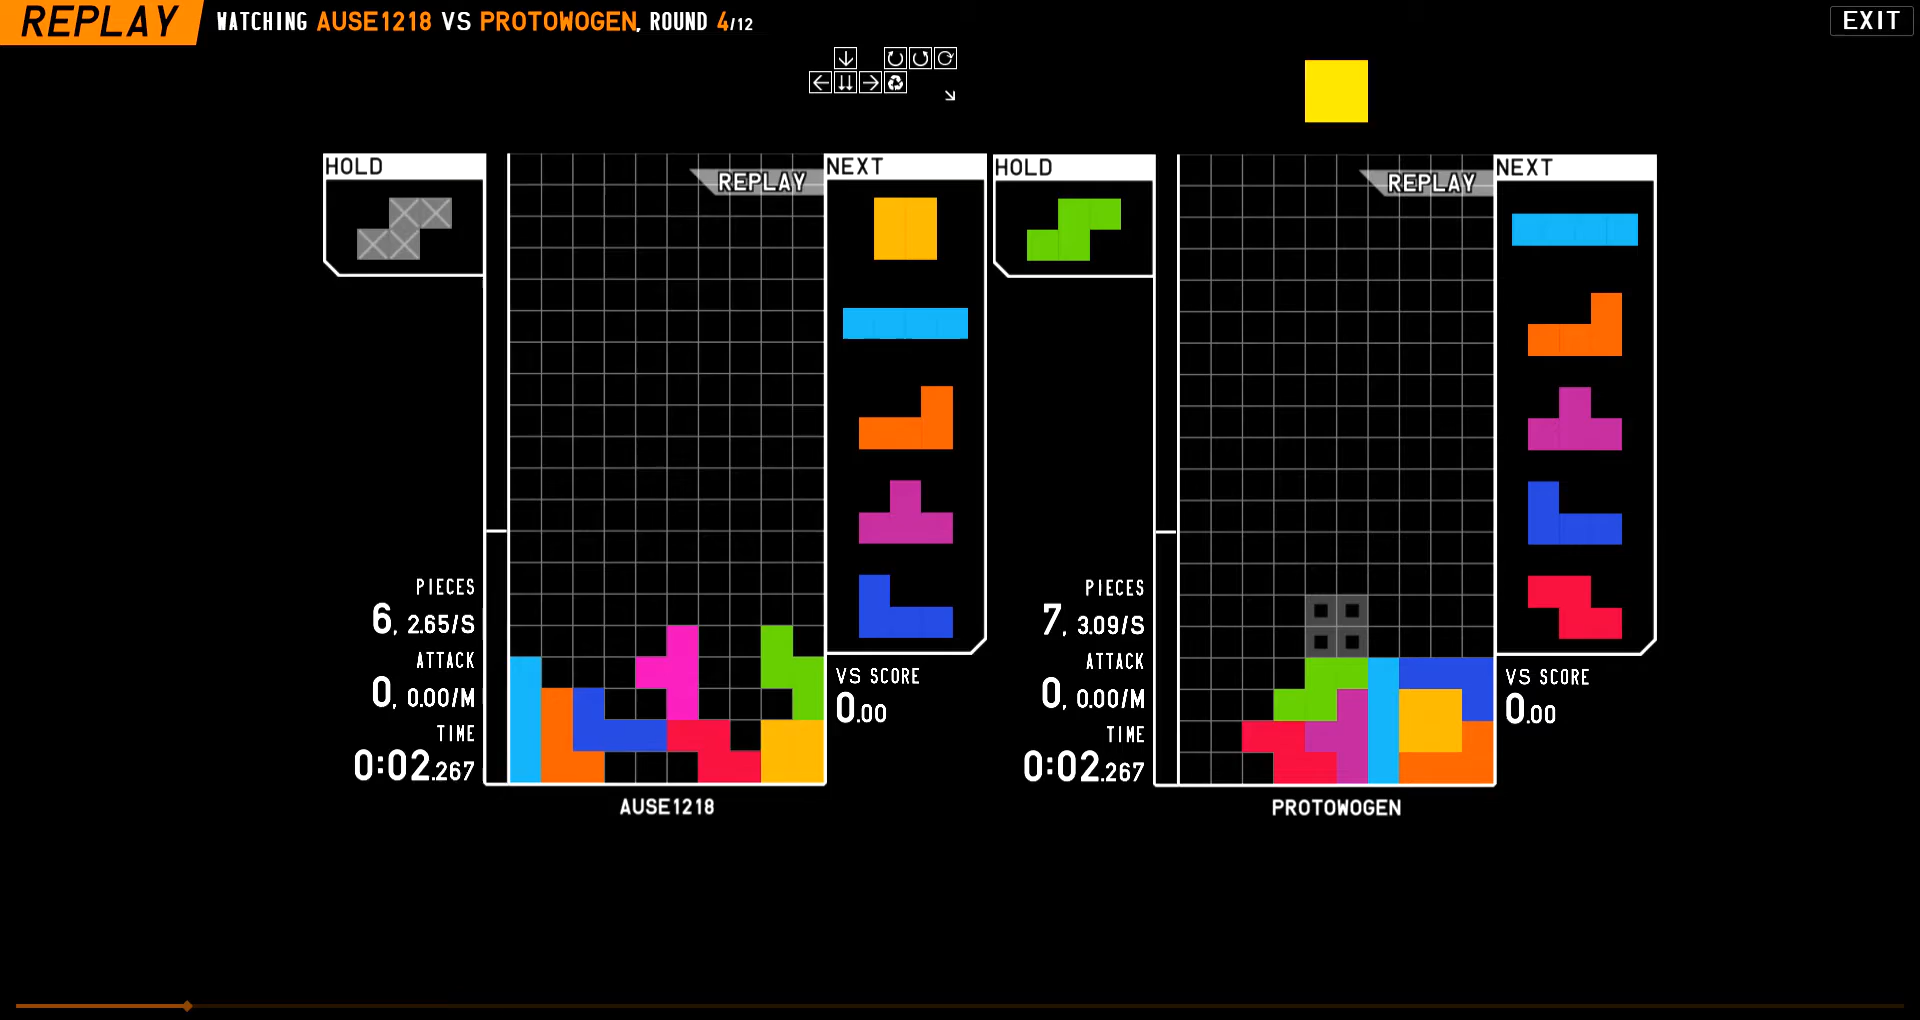 REPLAY WATCHING AUSE1218 VS PROTOWOGEN, ROUND 4/12 EXIT
HOLD
REPLAY
NEXT
HOLD
REPLAY
NEXT
PIECES
6, 2.65/S
ATTACK
0, 0.00/M
TIME
0:02.267
VS SCORE
0.00
PIECES
7, 3.09/S
ATTACK
0, 0.00/M
TIME
0:02.267
VS SCORE
0.00
AUSE1218
PROTOWOGEN